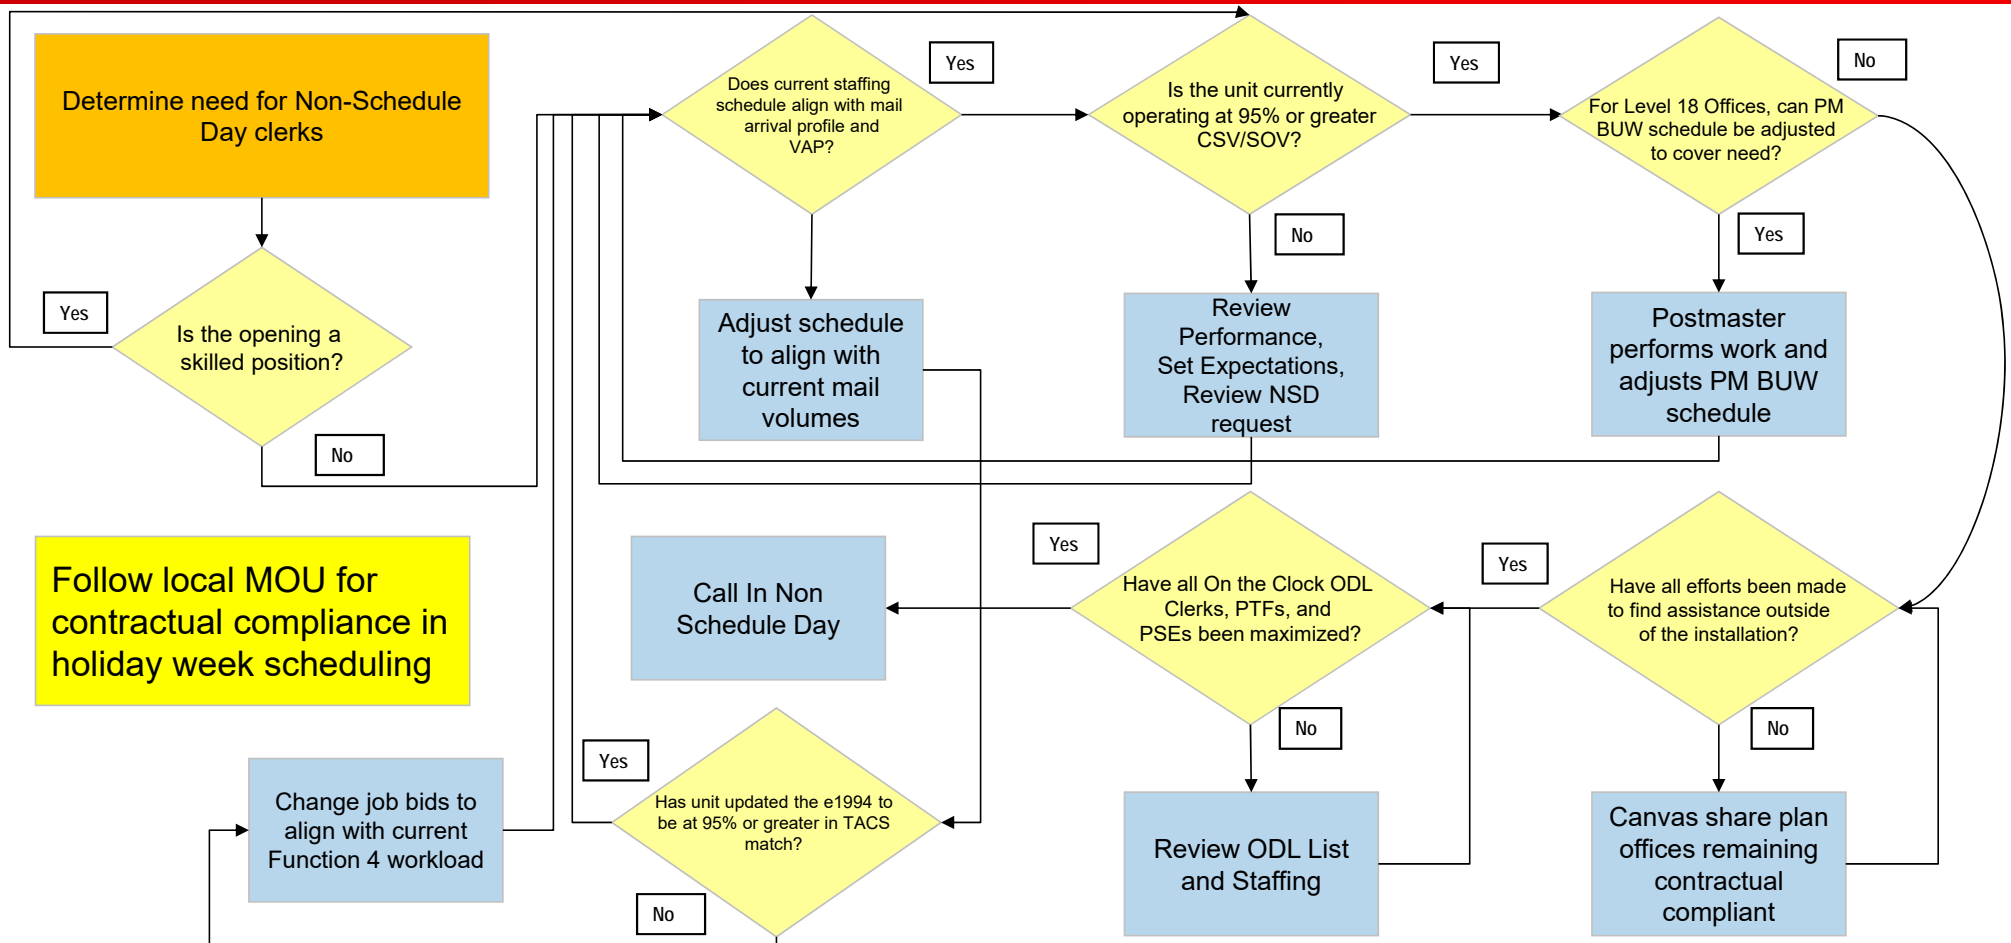 Determine need for Non-Schedule
Day clerks
Yes
Is the opening a
skilled position?
No
Does current staffing
schedule align with mail
arrival profile and
VAP?
Yes
Adjust schedule
to align with
current mail
volumes
Is the unit currently
operating at 95% or greater
CSV/SOV?
Yes
No
Review
Performance,
Set Expectations,
Review NSD
request
For Level 18 Offices, can PM
BUW schedule be adjusted
to cover need?
No
Yes
Postmaster
performs work and
adjusts PM BUW
schedule
Follow local MOU for
contractual compliance in
holiday week scheduling
Call In Non
Schedule Day
Yes
Have all On the Clock ODL
Clerks, PTFs, and
PSEs been maximized?
Yes
Have all efforts been made
to find assistance outside
of the installation?
No
No
Review ODL List
and Staffing
Canvas share plan
offices remaining
contractual
compliant
Change job bids to
align with current
Function 4 workload
Yes
Has unit updated the e1994 to
be at 95% or greater in TACS
match?
No